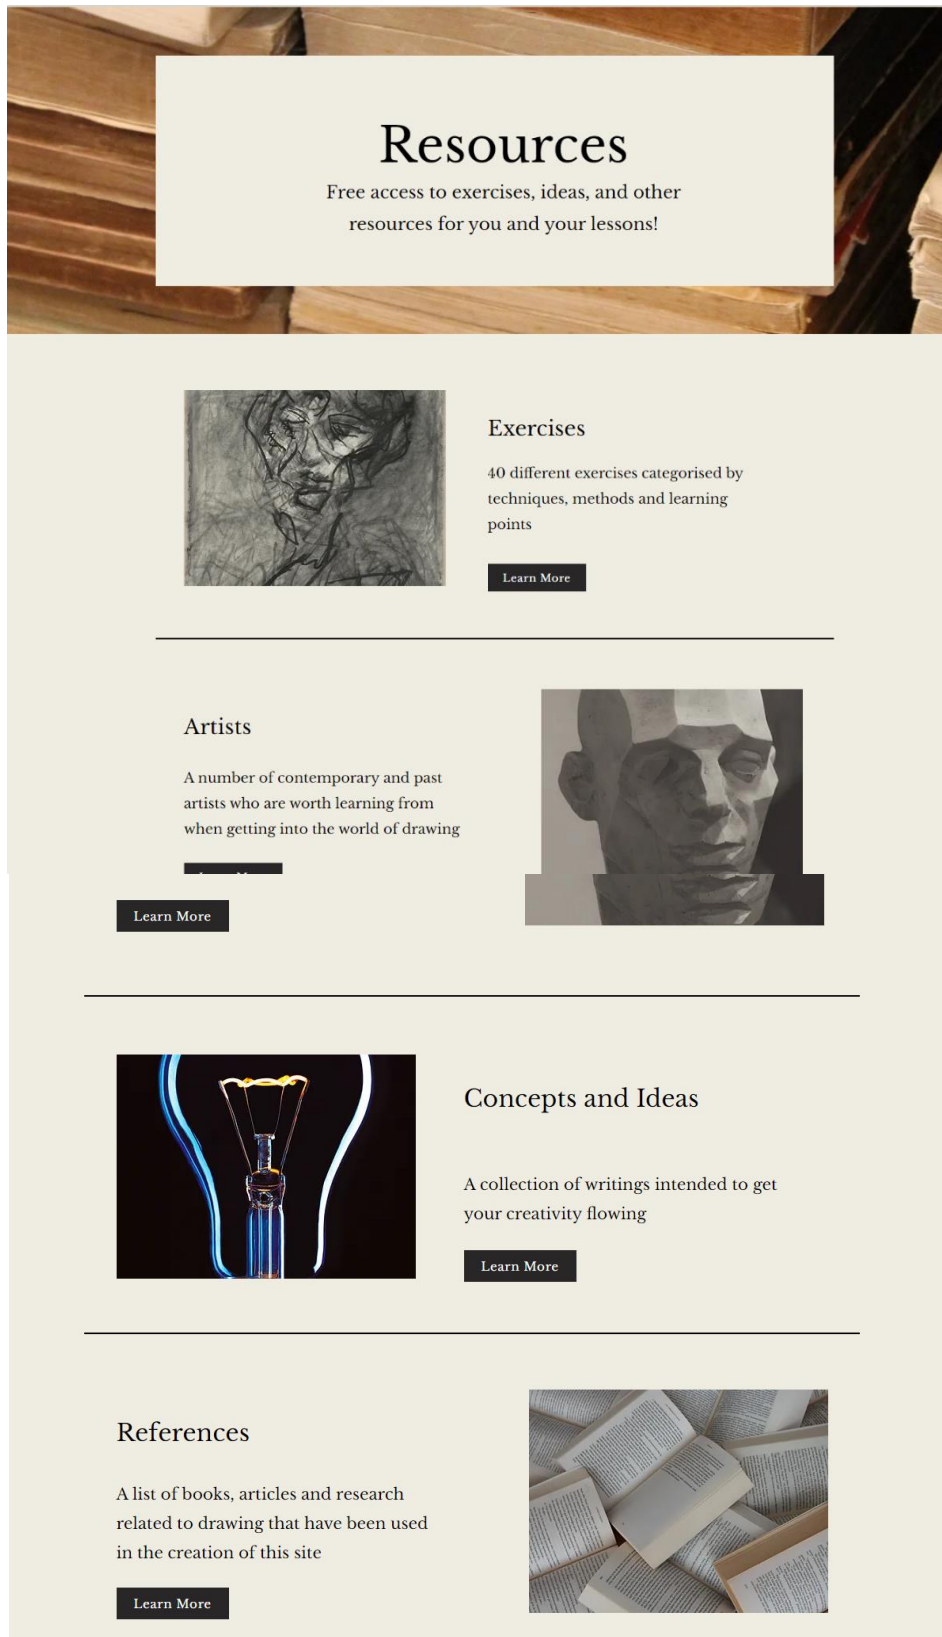 Resources
Free access to exercises, ideas, and other
resources for you and your lessons!
Exercises
40 different exercises categorised by
techniques, methods and learning
points
Learn More
Artists
A number of contemporary and past
artists who are worth learning from
when getting into the world of drawing
Learn More
Concepts and Ideas
A collection of writings intended to get
your creativity flowing
Learn More
References
A list of books, articles and research
related to drawing that have been used
in the creation of this site
Learn More